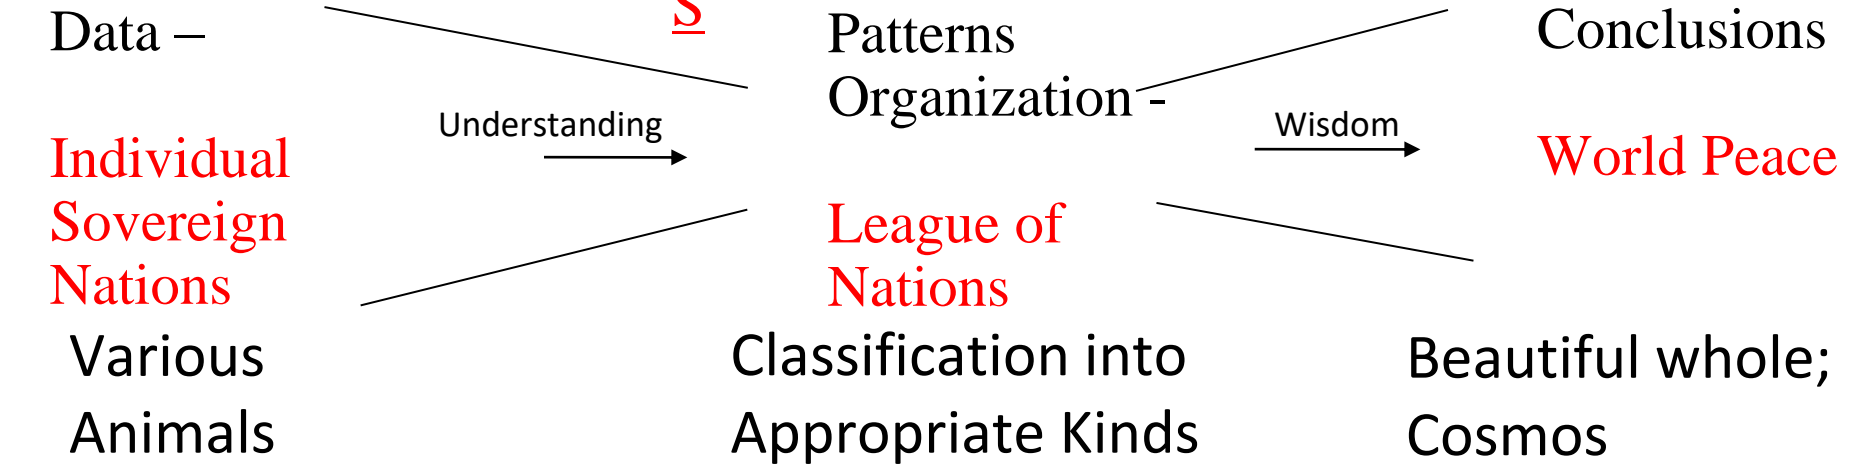 S
Data –
Individual
Sovereign
Nations
Various
Animals
Understanding
Patterns
Organization -
League of
Nations
Classification into
Appropriate Kinds
Wisdom
Conclusions
World Peace
Beautiful whole;
Cosmos